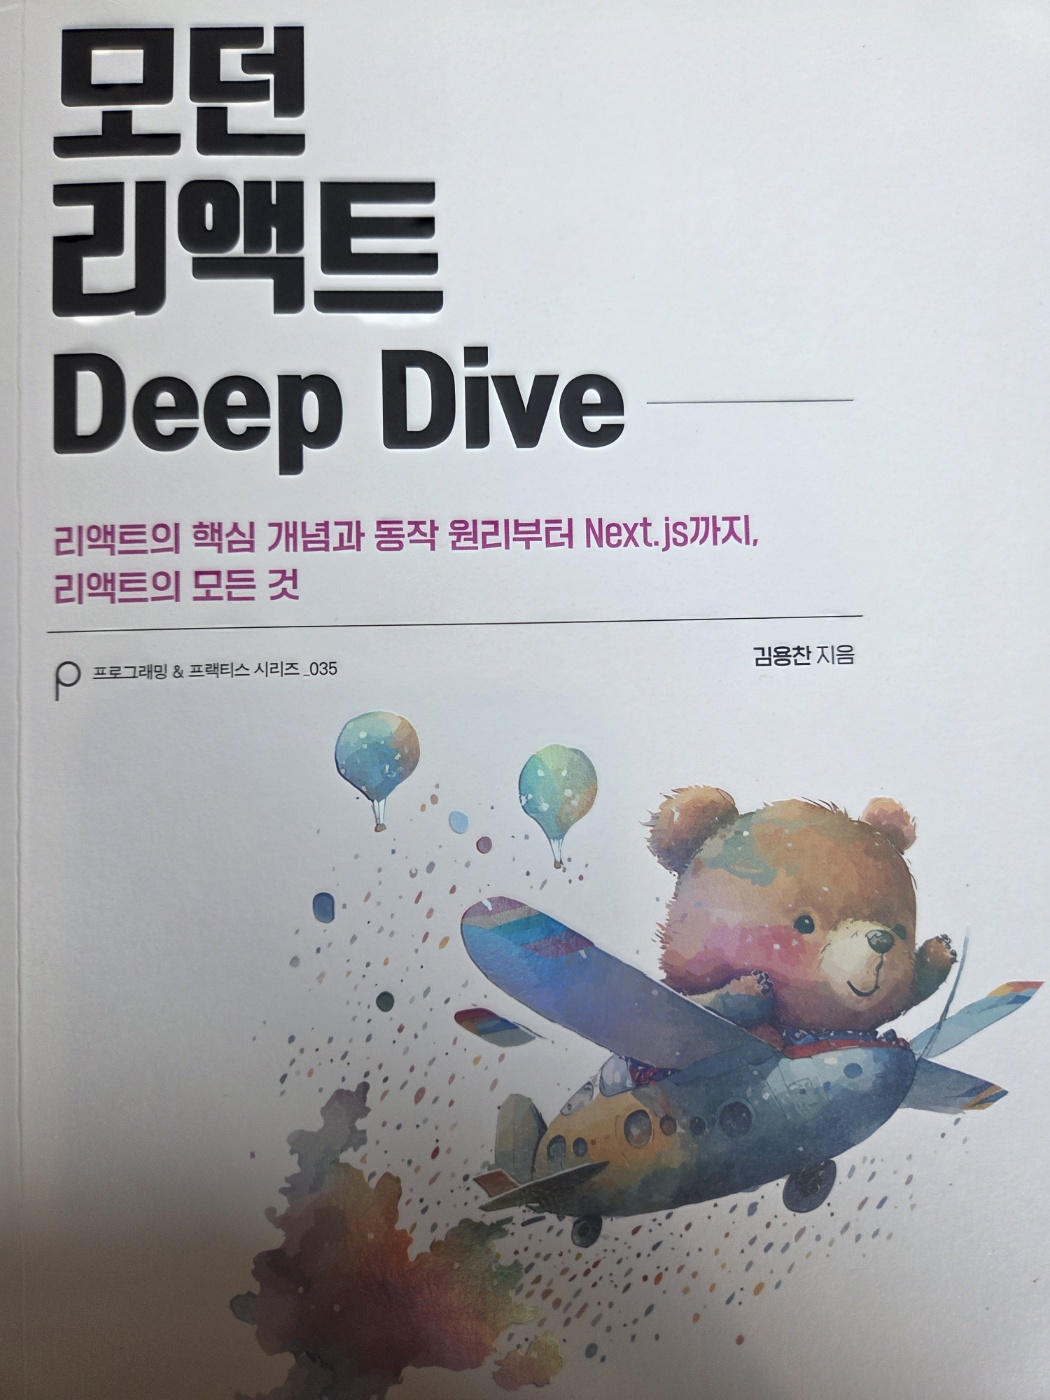 모던
리액트
Deep Dive
리액트의 핵심 개념과 동작 원리부터 Next.js까지,
리액트의 모든 것
프로그래밍 & 프랙티스 시리즈_035
김용찬 지음